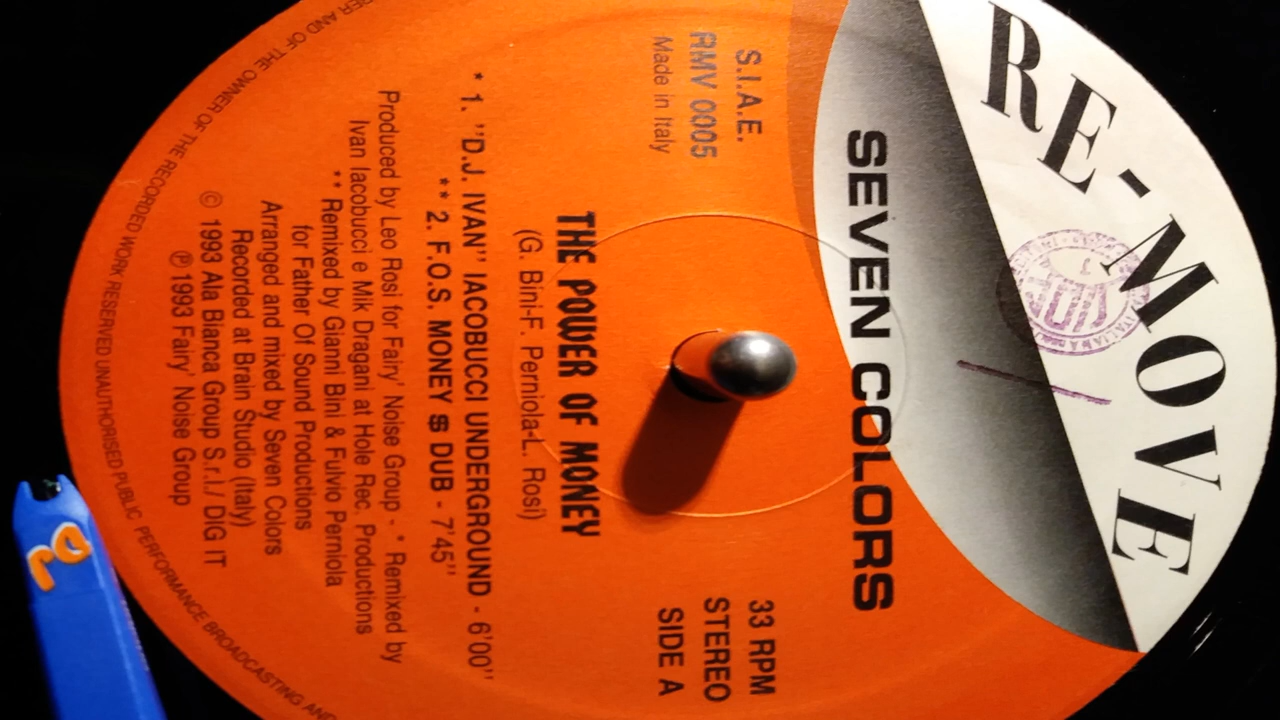 RE-MOVE
SEVEN COLORS
S.I.A.E.
RMV 0005
Made in Italy
33 RPM
STEREO
SIDE A
THE POWER OF MONEY
(G. Bini-F. Perniola-L. Rosi)
* 1. "D.J. IVAN" IACOBUCCI UNDERGROUND - 6'00"
** 2. F.O.S. MONEY $ DUB - 7'45"
Produced by Leo Rosi for Fairy' Noise Group - * Remixed by
Ivan Iacobucci e Mik Dragani at Hole Rec. Productions
** Remixed by Gianni Bini & Fulvio Perniola
for Father Of Sound Productions
Arranged and mixed by Seven Colors
Recorded at Brain Studio (Italy)
© 1993 Ala Bianca Group S.r.l./ DIG IT
℗ 1993 Fairy' Noise Group
AND OF THE OWNER OF THE RECORDED WORK RESERVED UNAUTHORISED PUBLIC PERFORMANCE BROADCASTING AND